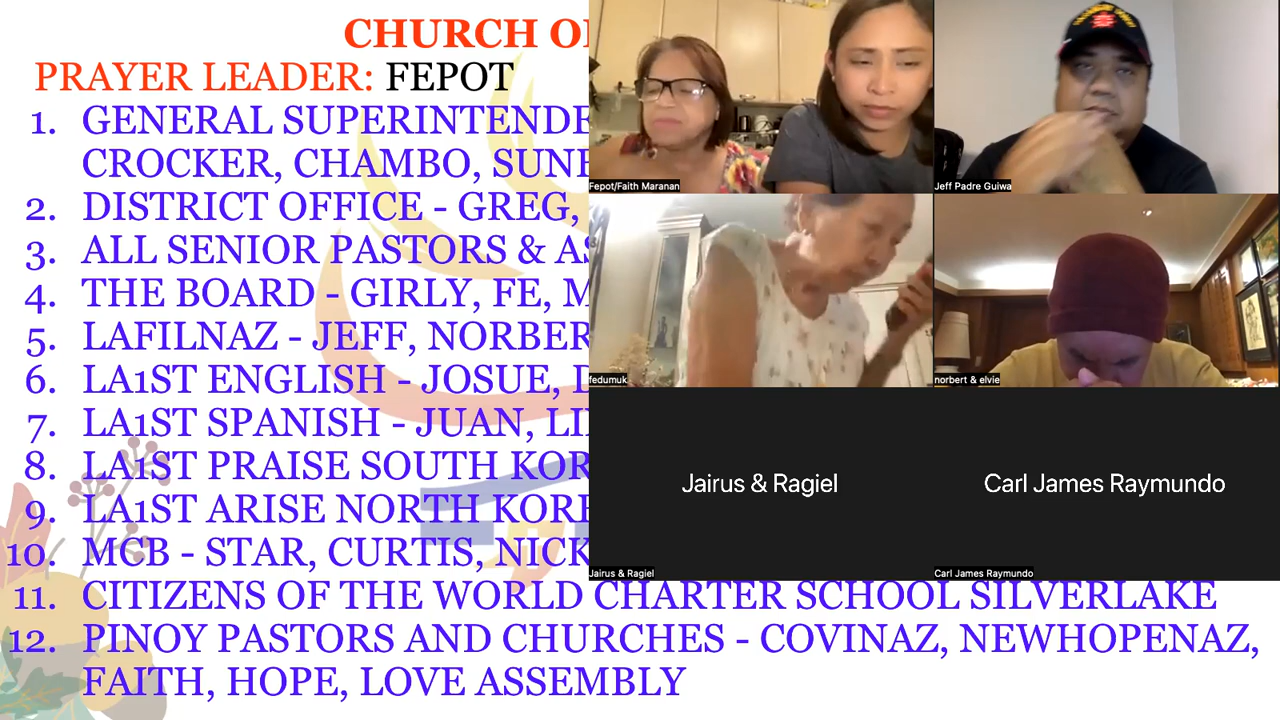 CHURCH
PRAYER LEADER: FEPOT
1. GENERAL
CROCKER, CHAMBO,
2. DISTRICT OFFICE - GREG,
3. ALL SENIOR PASTORS &
4. THE BOARD - GIRLY, FE,
5. LAFILNAZ - JEFF,
6. LA1ST ENGLISH - JOSUE,
7. LA1ST SPANISH - JUAN,
8. LA1ST PRAISE SOUTH
9. LA1ST ARISE NORTH
10. MCB - STAR, CURTIS, NICK
11. CITIZENS OF THE WORLD CHARTER SCHOOL SILVERLAKE
12. PINOY PASTORS AND CHURCHES - COVINAZ, NEWHOPENAZ,
FAITH, HOPE, LOVE ASSEMBLY
Fepot/Faith Maranan
Jeff Padre Guiwa
fedumuk
norbert & elvie
Jairus & Ragiel
Carl James Raymundo
Jairus & Ragiel
Carl James Raymundo